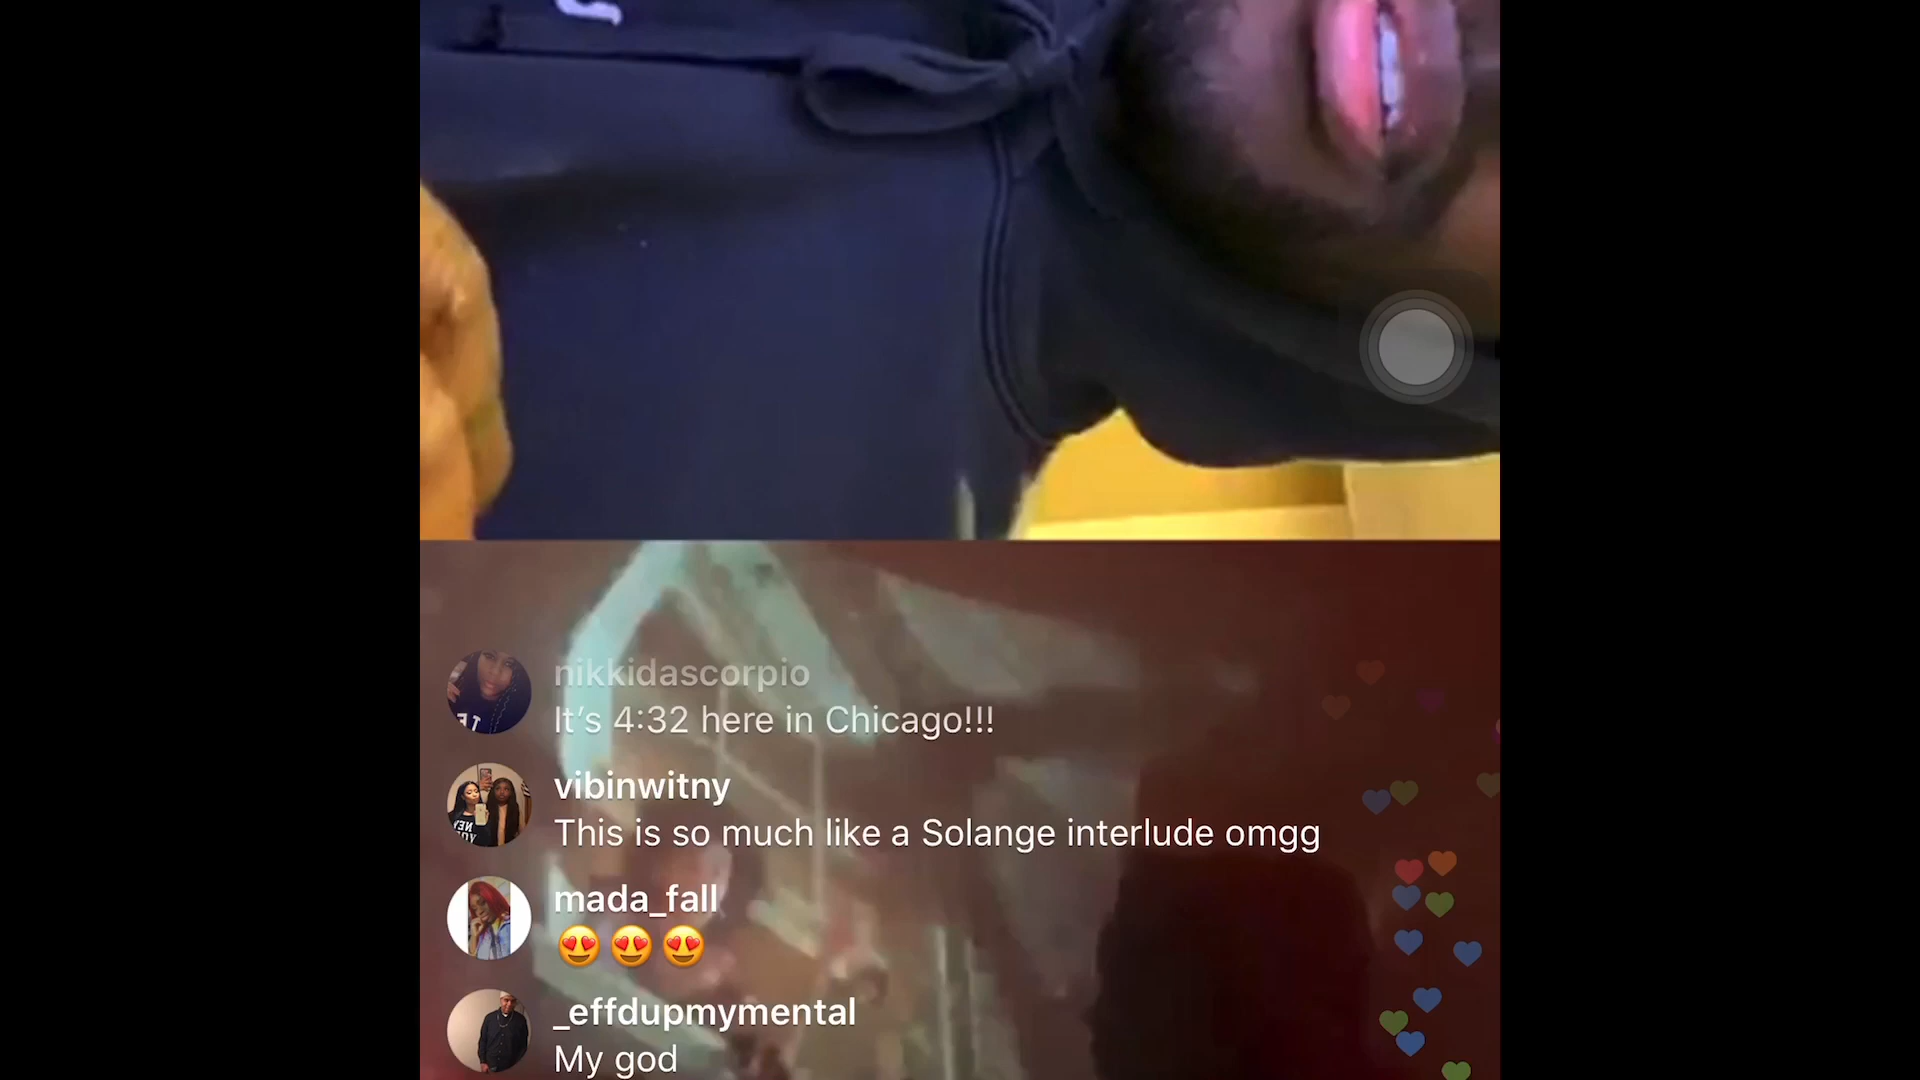 nikkidascorpio
It’s 4:32 here in Chicago!!!
vibinwitny
This is so much like a Solange interlude omgg
mada_fall
😍😍😍
_effdupmymental
My god